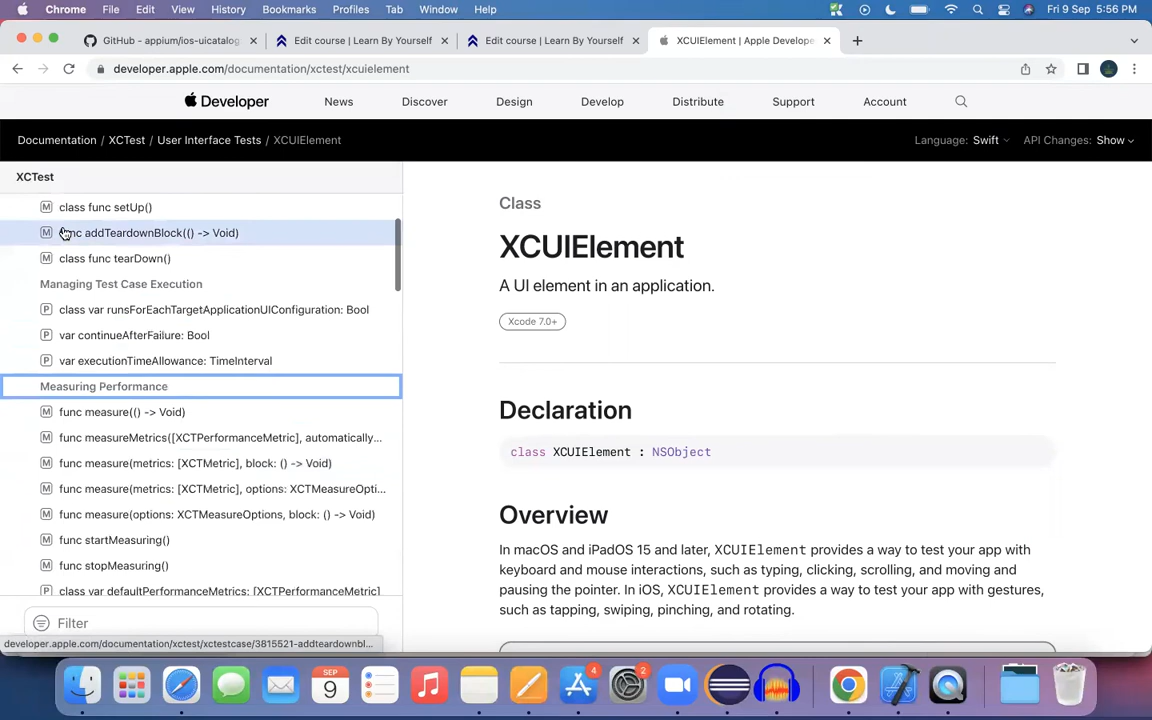 Chrome File Edit View History Bookmarks Profiles Tab Window Help Fri 9 Sep 5:56 PM
GitHub - appium/ios-uicatalog Edit course | Learn By Yourself Edit course | Learn By Yourself XCUIElement | Apple Develope
developer.apple.com/documentation/xctest/xcuielement
Developer News Discover Design Develop Distribute Support Account
Documentation / XCTest / User Interface Tests / XCUIElement Language: Swift API Changes: Show
XCTest
M class func setUp()
M func addTeardownBlock(() -> Void)
M class func tearDown()
Managing Test Case Execution
P class var runsForEachTargetApplicationUIConfiguration: Bool
P var continueAfterFailure: Bool
P var executionTimeAllowance: TimeInterval
Measuring Performance
M func measure(() -> Void)
M func measureMetrics([XCTPerformanceMetric], automatically...
M func measure(metrics: [XCTMetric], block: () -> Void)
M func measure(metrics: [XCTMetric], options: XCTMeasureOpti...
M func measure(options: XCTMeasureOptions, block: () -> Void)
M func startMeasuring()
M func stopMeasuring()
class var defaultPerformanceMetrics: [XCTPerformanceMetric]
Filter
developer.apple.com/documentation/xctest/xctestcase/3815521-addteardownbl...
Class
XCUIElement
A UI element in an application.
Xcode 7.0+
Declaration
class XCUIElement : NSObject
Overview
In macOS and iPadOS 15 and later, XCUIElement provides a way to test your app with
keyboard and mouse interactions, such as typing, clicking, scrolling, and moving and
pausing the pointer. In iOS, XCUIElement provides a way to test your app with gestures,
such as tapping, swiping, pinching, and rotating.
SEP
9
4
2